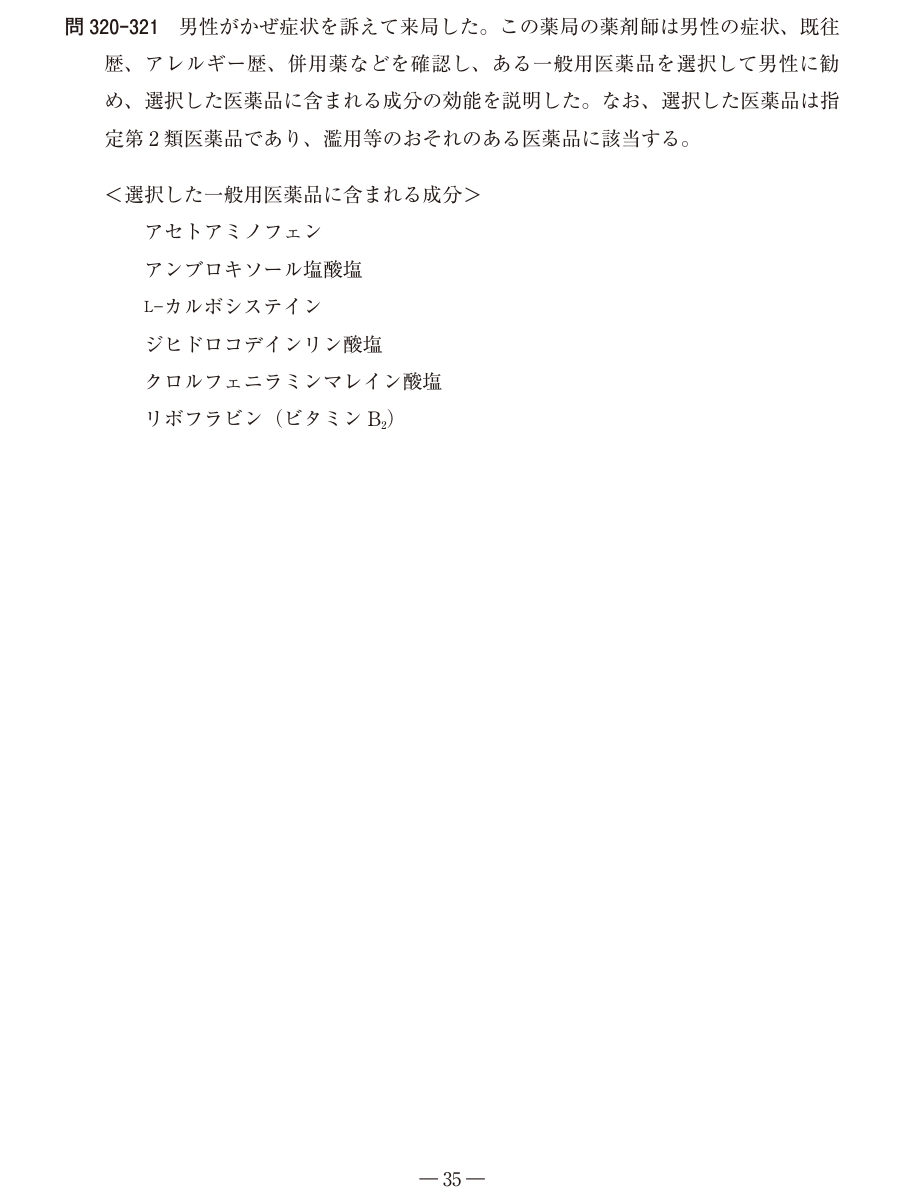 問 320-321 男性がかぜ症状を訴えて来局した。この薬局の薬剤師は男性の症状、既往
歴、アレルギー歴、併用薬などを確認し、ある一般用医薬品を選択して男性に勧
め、選択した医薬品に含まれる成分の効能を説明した。なお、選択した医薬品は指
定第2類医薬品であり、濫用等のおそれのある医薬品に該当する。
＜選択した一般用医薬品に含まれる成分＞
アセトアミノフェン
アンブロキソール塩酸塩
L-カルボシステイン
ジヒドロコデインリン酸塩
クロルフェニラミンマレイン酸塩
リボフラビン（ビタミン B₂）
― 35 ―